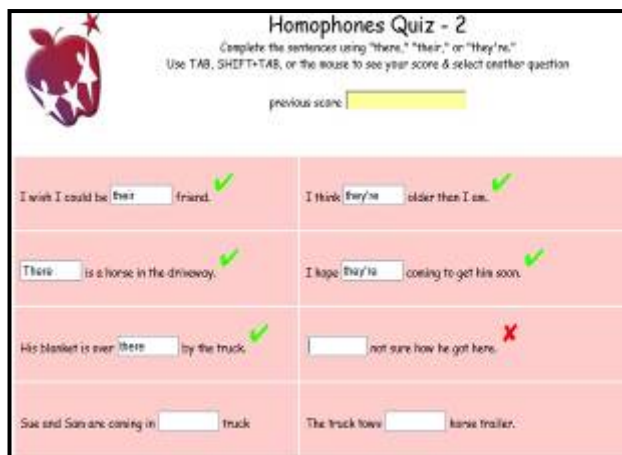 Homophones Quiz - 2
Complete the sentences using "there," "their," or "they're."
Use TAB, SHIFT+TAB, or the mouse to see your score & select another question
previous score
I wish I could be their friend.
I think they're older than I am.
There is a horse in the driveway.
I hope they're coming to get him soon.
His blanket is over there by the truck.
not sure how he got here.
Sue and Sam are coming in truck
The truck tows horse trailer.